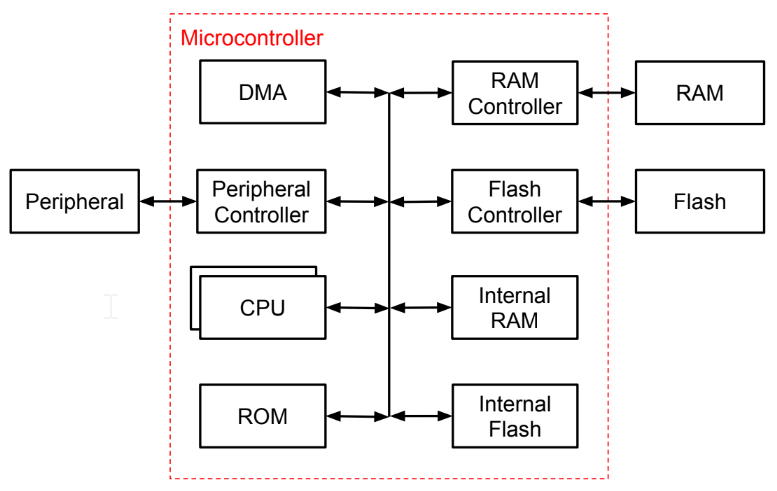 Microcontroller
DMA
RAM
Controller
RAM
Peripheral
Peripheral
Controller
Flash
Controller
Flash
CPU
Internal
RAM
ROM
Internal
Flash